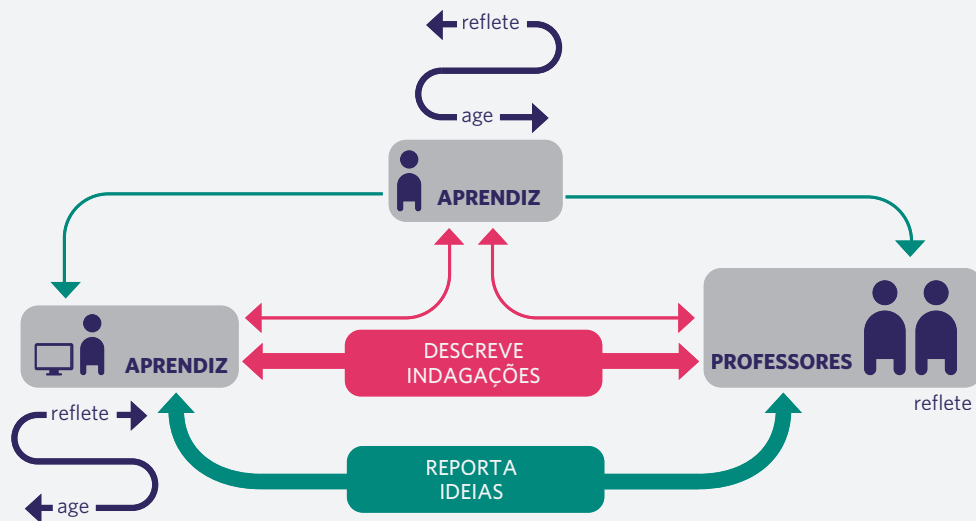 reflete
age
APRENDIZ
APRENDIZ
DESCREVE
INDAGAÇÕES
PROFESSORES
reflete
reflete
age
REPORTA
IDEIAS